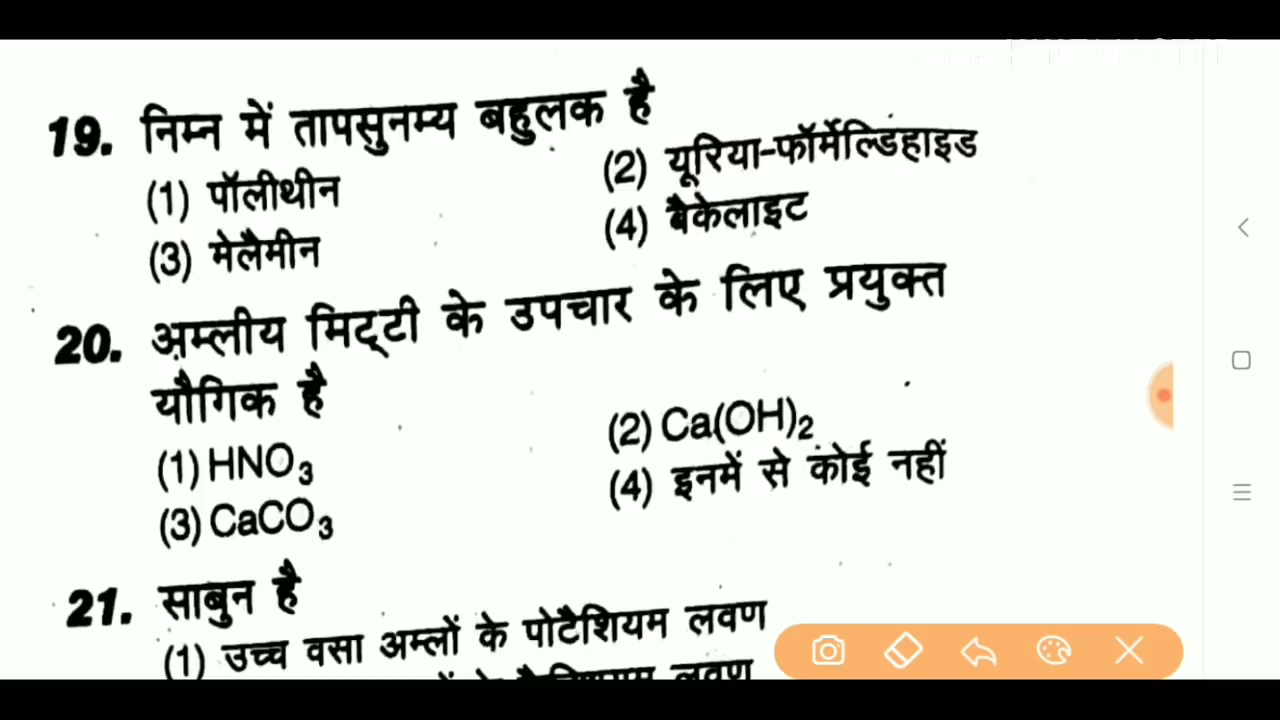 19. निम्न में तापसुनम्य बहुलक है
(1) पॉलीथीन (2) यूरिया-फॉर्मेल्डिहाइड
(3) मेलैमीन (4) बैकेलाइट
20. अम्लीय मिट्टी के उपचार के लिए प्रयुक्त
यौगिक है
(1) HNO₃ (2) Ca(OH)₂
(3) CaCO₃ (4) इनमें से कोई नहीं
21. साबुन है
(1) उच्च वसा अम्लों के पोटैशियम लवण
लवण